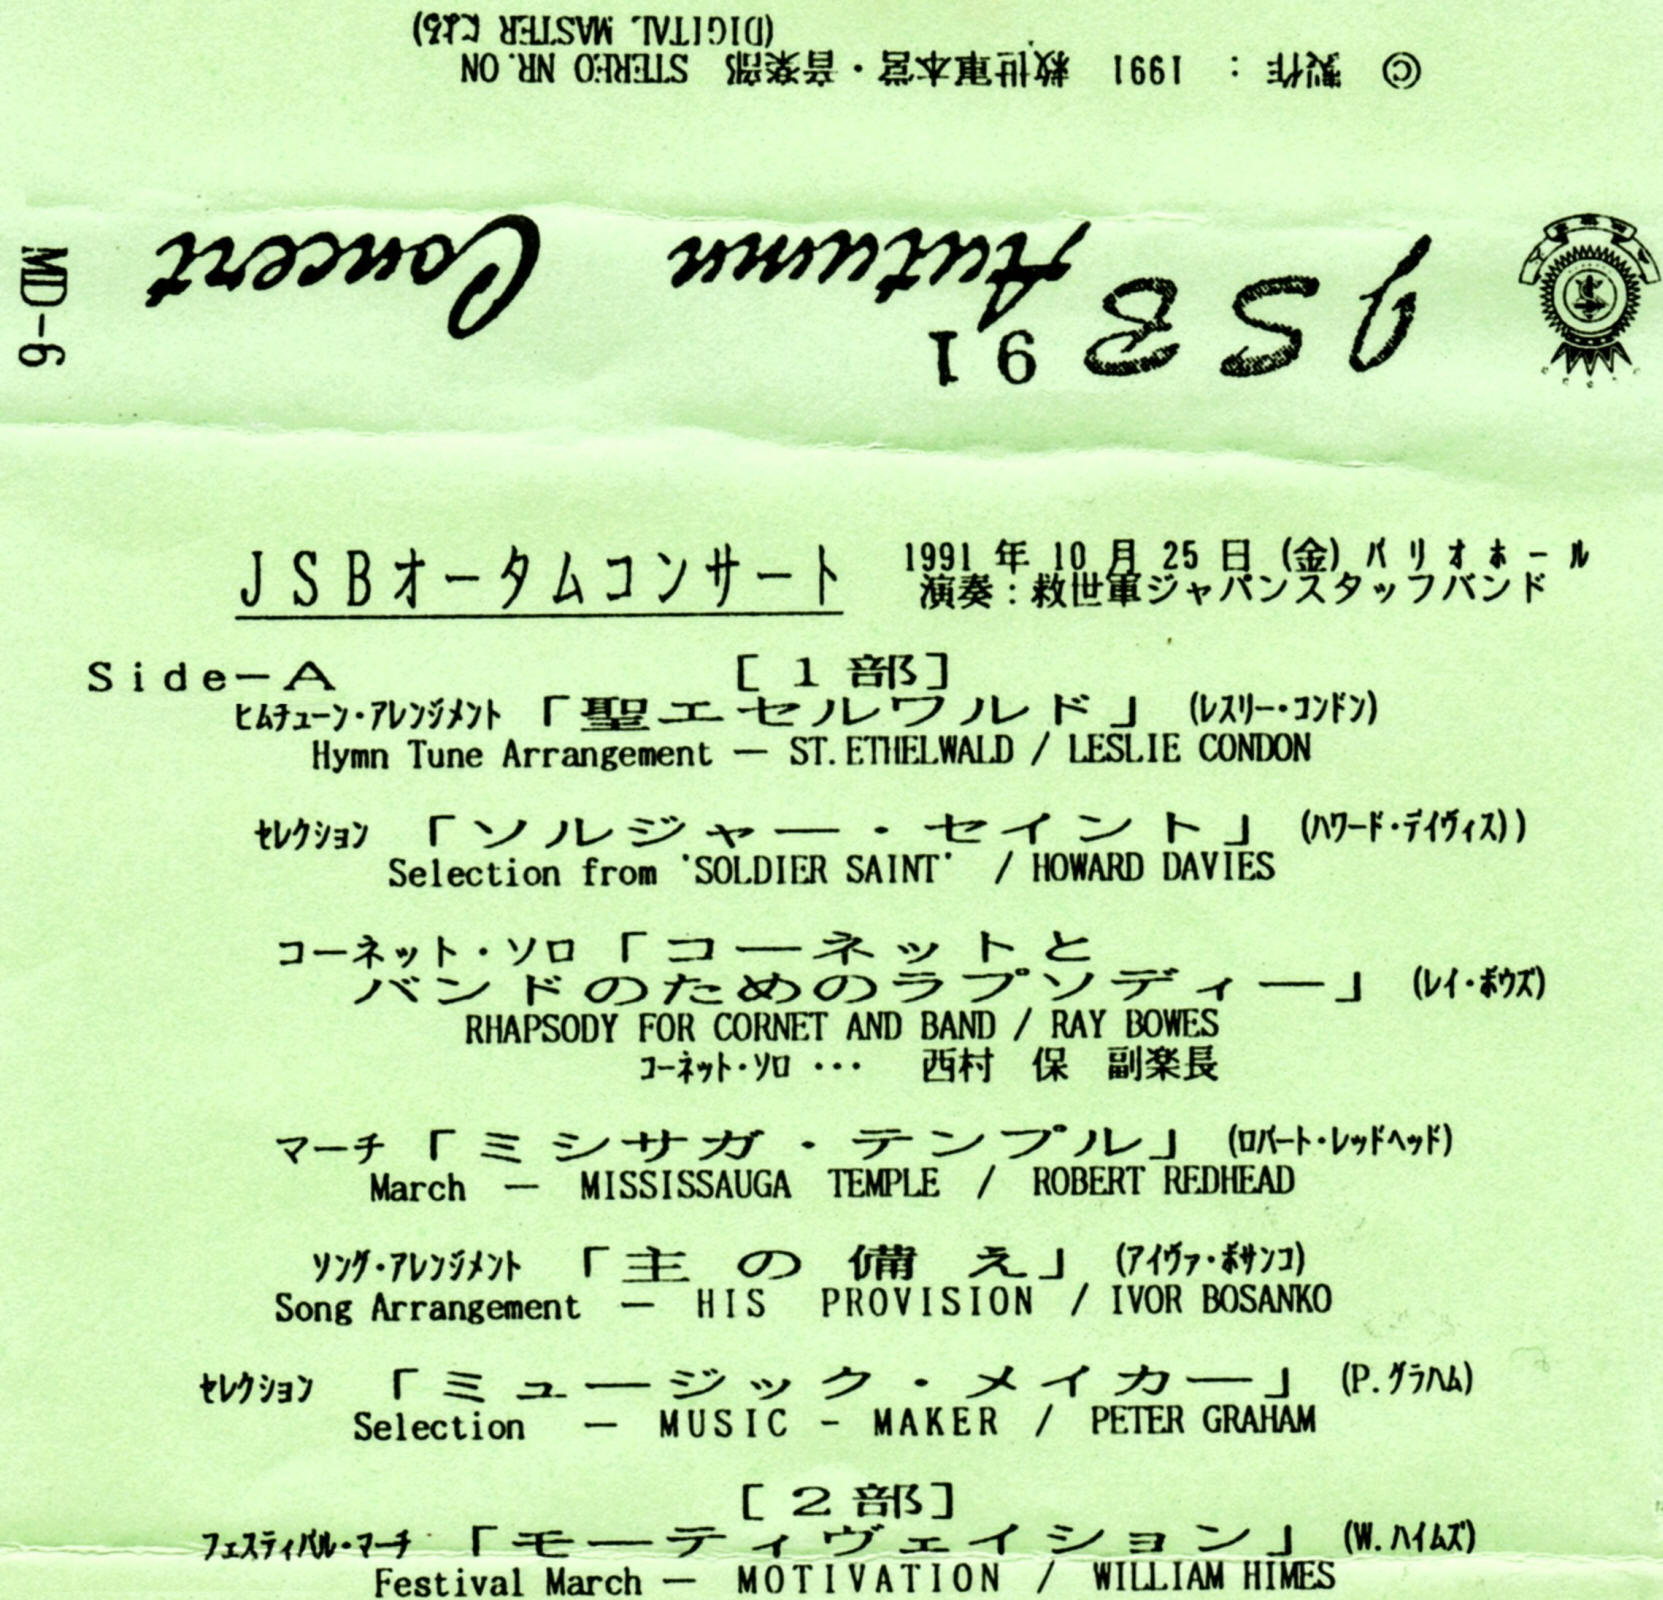 © 製作 : 1991 救世軍本営・音楽部 STEREO NR.ON
(DIGITAL MASTER による)
JSB 91 Autumn Concert
MD-6
JSBオータムコンサート 1991年10月25日(金)バリオホール
演奏:救世軍ジャパンスタッフバンド
Side-A [1部]
ヒムチューン・アレンジメント 「聖エセルワルド」 (レスリー・コンドン)
Hymn Tune Arrangement — ST.ETHELWALD / LESLIE CONDON
セレクション 「ソルジャー・セイント」 (ハワード・デイヴィス))
Selection from 'SOLDIER SAINT' / HOWARD DAVIES
コーネット・ソロ 「コーネットと
バンドのためのラプソディー」 (レイ・ボウズ)
RHAPSODY FOR CORNET AND BAND / RAY BOWES
コーネット・ソロ ・・・ 西村 保 副楽長
マーチ 「ミシサガ・テンプル」 (ロバート・レッドヘッド)
March — MISSISSAUGA TEMPLE / ROBERT REDHEAD
ソング・アレンジメント 「主の備え」 (アイヴァ・ボサンコ)
Song Arrangement — HIS PROVISION / IVOR BOSANKO
セレクション 「ミュージック・メイカー」 (P.グラハム)
Selection — MUSIC - MAKER / PETER GRAHAM
[2部]
フェスティバル・マーチ 「モーティヴェイション」 (W.ハイムズ)
Festival March — MOTIVATION / WILLIAM HIMES